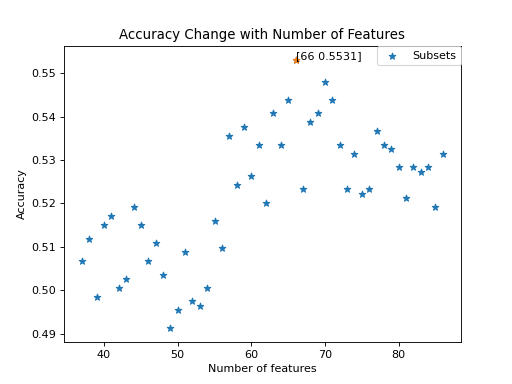 Accuracy Change with Number of Features
[66 0.5531]
Subsets
0.55
0.54
0.53
0.52
0.51
0.50
0.49
Accuracy
40 50 60 70 80
Number of features